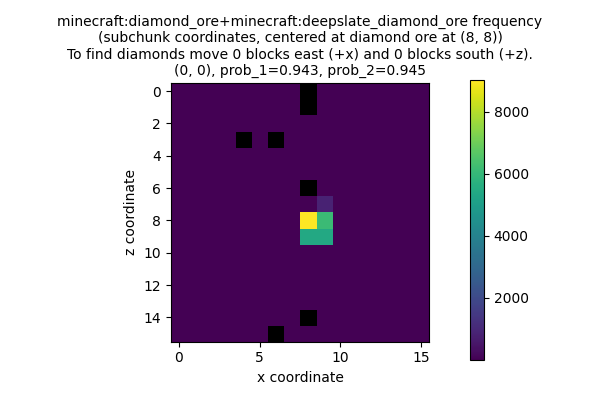 minecraft:diamond_ore+minecraft:deepslate_diamond_ore frequency
(subchunk coordinates, centered at diamond ore at (8, 8))
To find diamonds move 0 blocks east (+x) and 0 blocks south (+z).
(0, 0), prob_1=0.943, prob_2=0.945
0
2
4
6
8
10
12
14
z coordinate
0
5
10
15
x coordinate
8000
6000
4000
2000